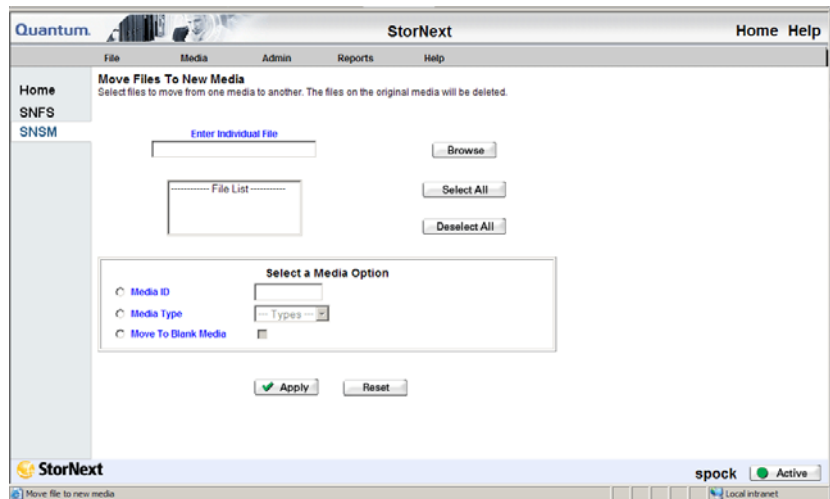 Quantum.
StorNext
Home Help
File Media Admin Reports Help
Home
SNFS
SNSM
Move Files To New Media
Select files to move from one media to another. The files on the original media will be deleted.
Enter Individual File
Browse
----------- File List -----------
Select All
Deselect All
Select a Media Option
Media ID
Media Type
--- Types ---
Move To Blank Media
Apply
Reset
StorNext
spock
Active
Move file to new media
Local intranet